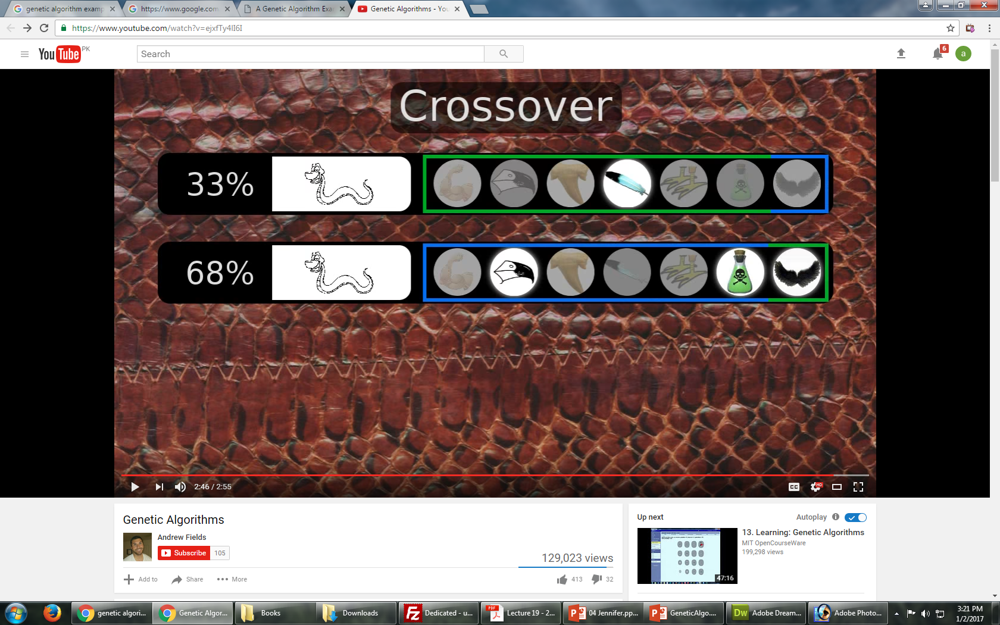 genetic algorithm examp
https://www.google.com
A Genetic Algorithm Exa
Genetic Algorithms - You
https://www.youtube.com/watch?v=ejxfTy4lI6I
YouTube PK
Search
6
a
Crossover
33%
68%
2:46 / 2:55
CC
HD
Genetic Algorithms
Andrew Fields
Subscribe 105
129,023 views
Add to
Share
More
413
32
Up next
Autoplay
13. Learning: Genetic Algorithms
MIT OpenCourseWare
199,298 views
47:16
genetic algori...
Genetic Algor...
Books
Downloads
Dedicated - u...
Lecture 19 - 2...
04 Jennifer.pp...
GeneticAlgo....
Adobe Dream...
Adobe Photo...
3:21 PM
1/2/2017